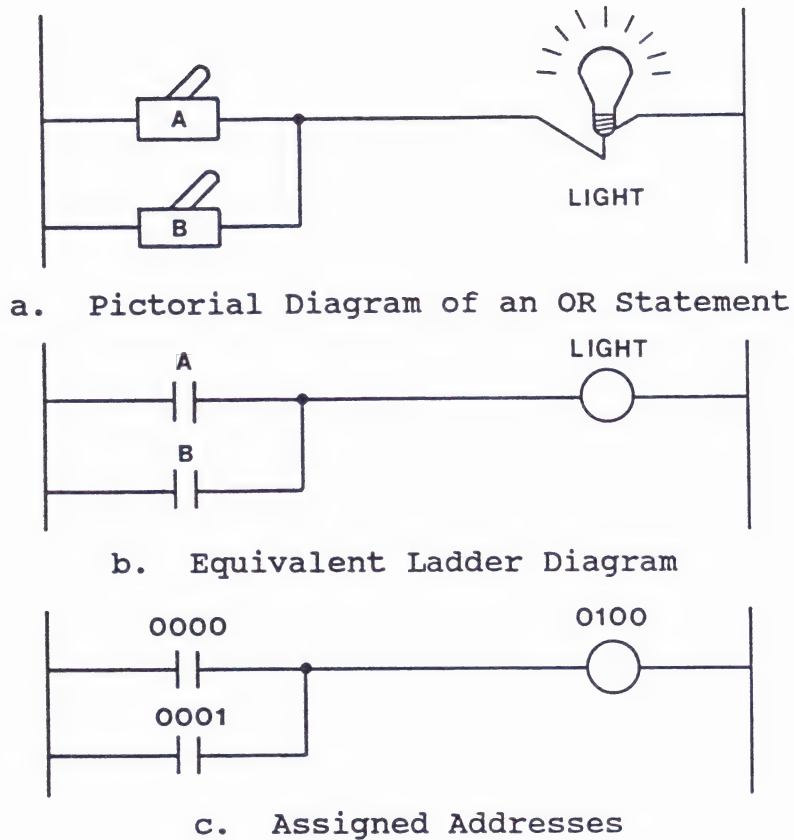 A
B
LIGHT
a. Pictorial Diagram of an OR Statement
A
LIGHT
B
b. Equivalent Ladder Diagram
0000
0100
0001
c. Assigned Addresses